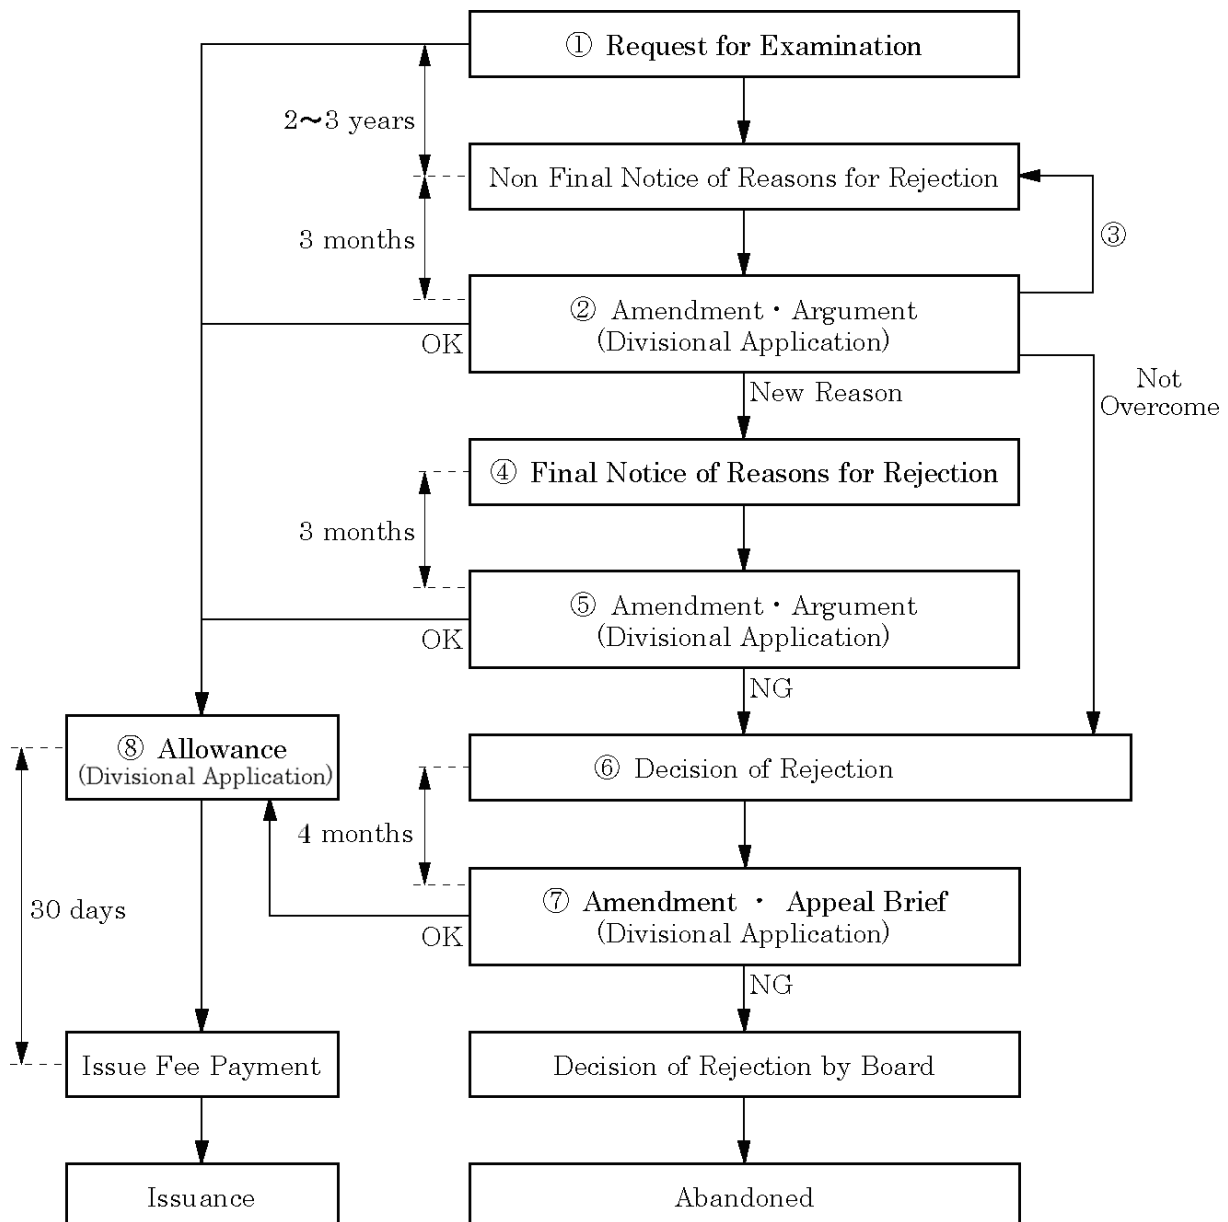 ① Request for Examination
2～3 years
Non Final Notice of Reasons for Rejection
3 months
③
② Amendment・Argument
(Divisional Application)
OK
Not
Overcome
New Reason
④ Final Notice of Reasons for Rejection
3 months
⑤ Amendment・Argument
(Divisional Application)
OK
NG
⑧ Allowance
(Divisional Application)
⑥ Decision of Rejection
4 months
⑦ Amendment ・ Appeal Brief
(Divisional Application)
30 days
OK
NG
Issue Fee Payment
Decision of Rejection by Board
Issuance
Abandoned